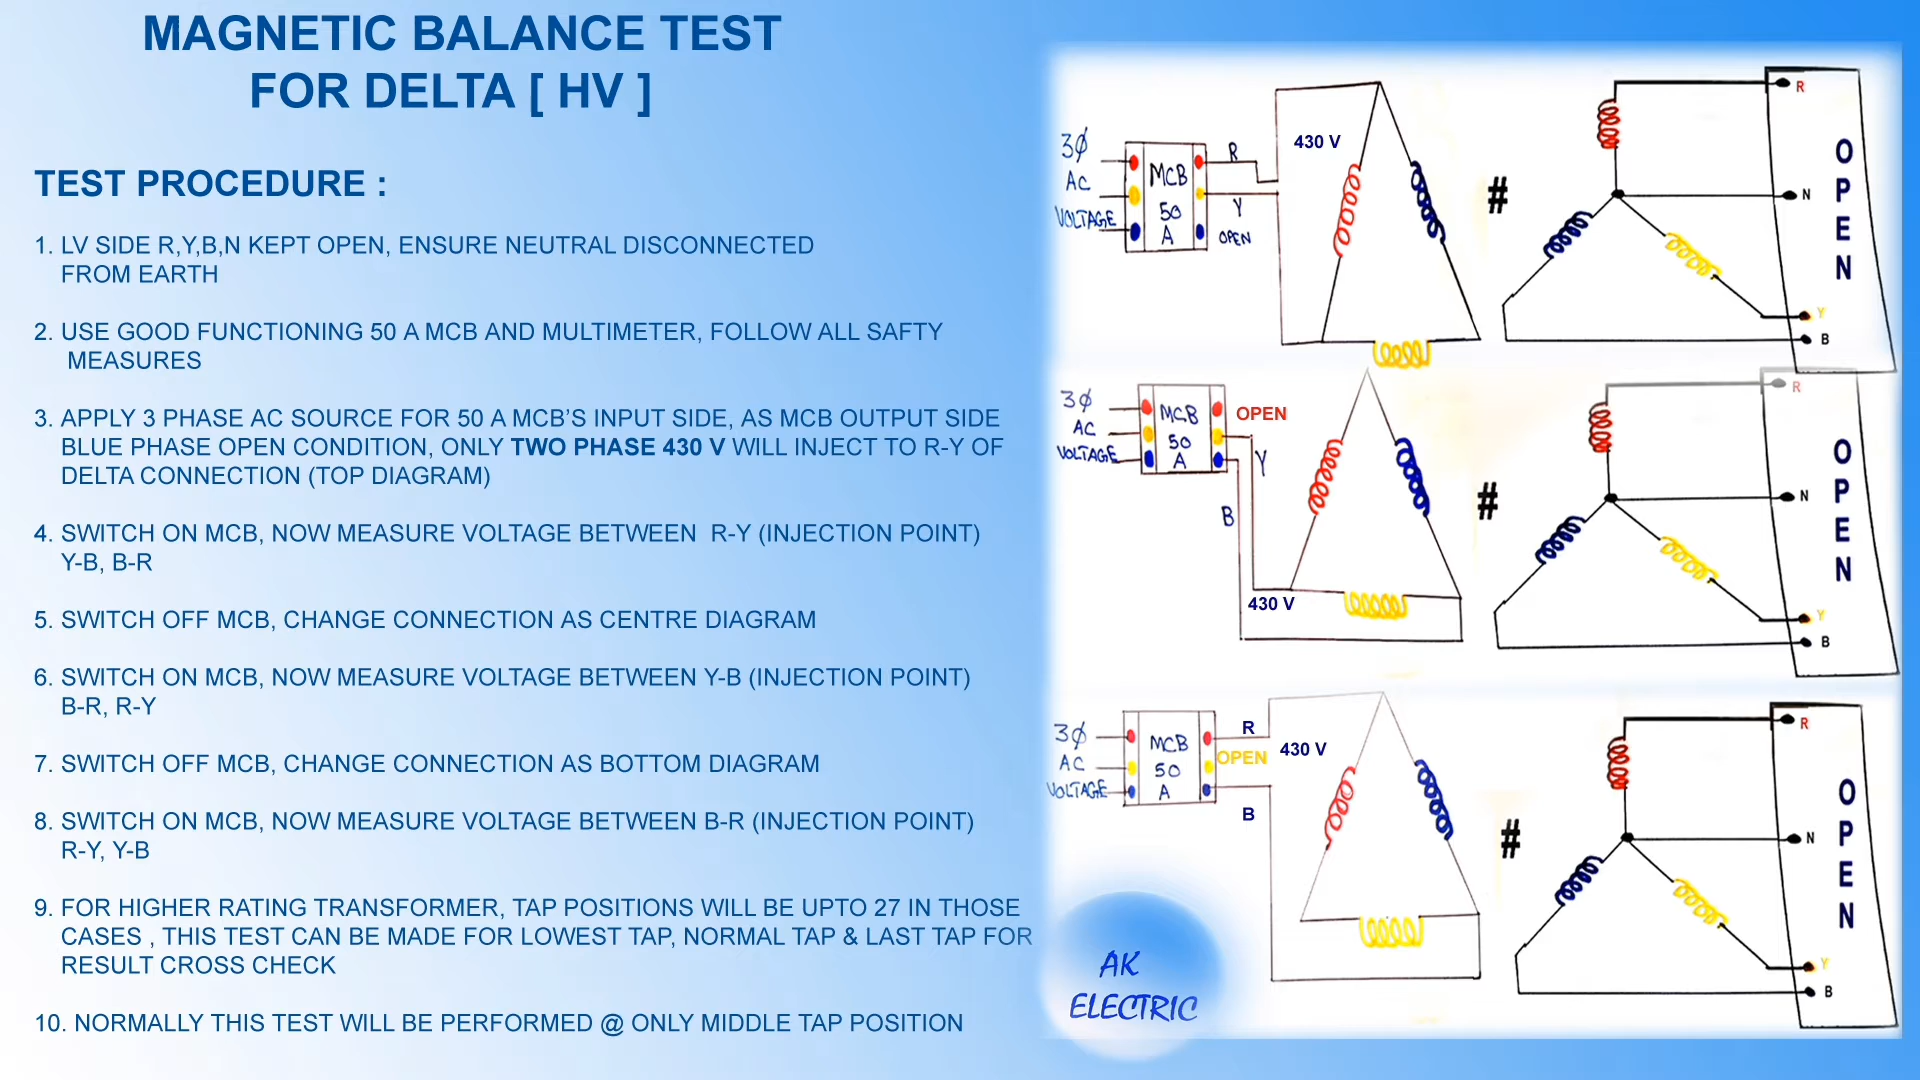 MAGNETIC BALANCE TEST
FOR DELTA [ HV ]
TEST PROCEDURE :
1. LV SIDE R,Y,B,N KEPT OPEN, ENSURE NEUTRAL DISCONNECTED
FROM EARTH
2. USE GOOD FUNCTIONING 50 A MCB AND MULTIMETER, FOLLOW ALL SAFTY
MEASURES
3. APPLY 3 PHASE AC SOURCE FOR 50 A MCB’S INPUT SIDE, AS MCB OUTPUT SIDE
BLUE PHASE OPEN CONDITION, ONLY TWO PHASE 430 V WILL INJECT TO R-Y OF
DELTA CONNECTION (TOP DIAGRAM)
4. SWITCH ON MCB, NOW MEASURE VOLTAGE BETWEEN R-Y (INJECTION POINT)
Y-B, B-R
5. SWITCH OFF MCB, CHANGE CONNECTION AS CENTRE DIAGRAM
6. SWITCH ON MCB, NOW MEASURE VOLTAGE BETWEEN Y-B (INJECTION POINT)
B-R, R-Y
7. SWITCH OFF MCB, CHANGE CONNECTION AS BOTTOM DIAGRAM
8. SWITCH ON MCB, NOW MEASURE VOLTAGE BETWEEN B-R (INJECTION POINT)
R-Y, Y-B
9. FOR HIGHER RATING TRANSFORMER, TAP POSITIONS WILL BE UPTO 27 IN THOSE
CASES , THIS TEST CAN BE MADE FOR LOWEST TAP, NORMAL TAP & LAST TAP FOR
RESULT CROSS CHECK
10. NORMALLY THIS TEST WILL BE PERFORMED @ ONLY MIDDLE TAP POSITION
3Ø
AC
VOLTAGE
MCB
50
A
R
Y
OPEN
430 V
#
R
N
Y
B
OPEN
3Ø
AC
VOLTAGE
MCB
50
A
OPEN
Y
B
430 V
#
R
N
Y
B
OPEN
3Ø
AC
VOLTAGE
MCB
50
A
R
OPEN
B
430 V
#
R
N
Y
B
OPEN
AK
ELECTRIC